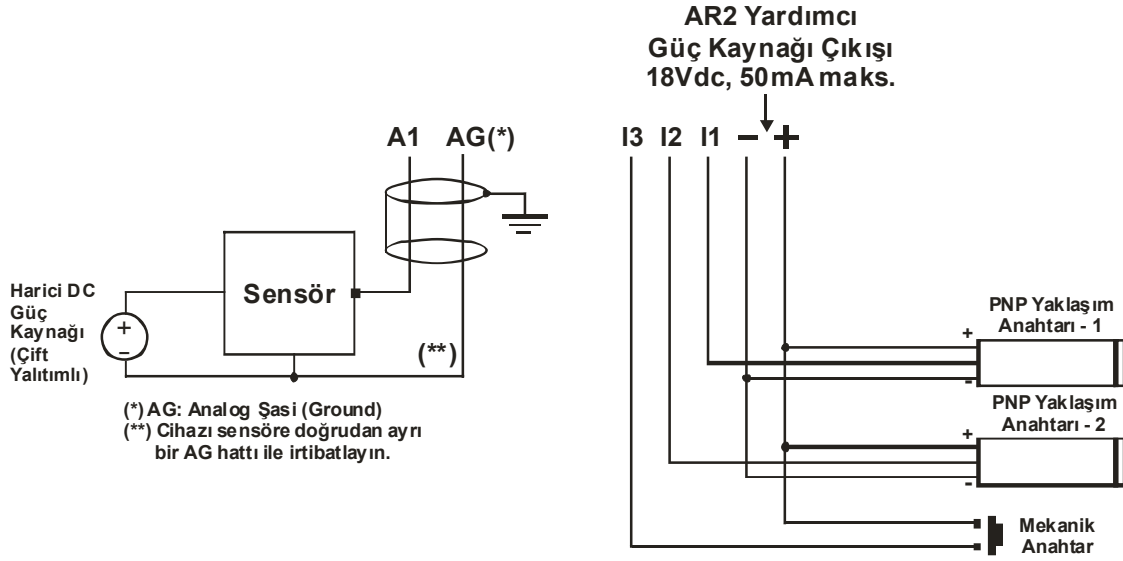 AR2 Yardımcı
Güç Kaynağı Çıkışı
18Vdc, 50mA maks.
A1 AG(*)
I3 I2 I1 − +
Harici DC
Güç
Kaynağı
(Çift
Yalıtımlı)
+
−
Sensör
(**)
(*) AG: Analog Şasi (Ground)
(**) Cihazı sensöre doğrudan ayrı
bir AG hattı ile irtibatlayın.
PNP Yaklaşım
Anahtarı - 1
+
-
PNP Yaklaşım
Anahtarı - 2
+
-
Mekanik
Anahtar